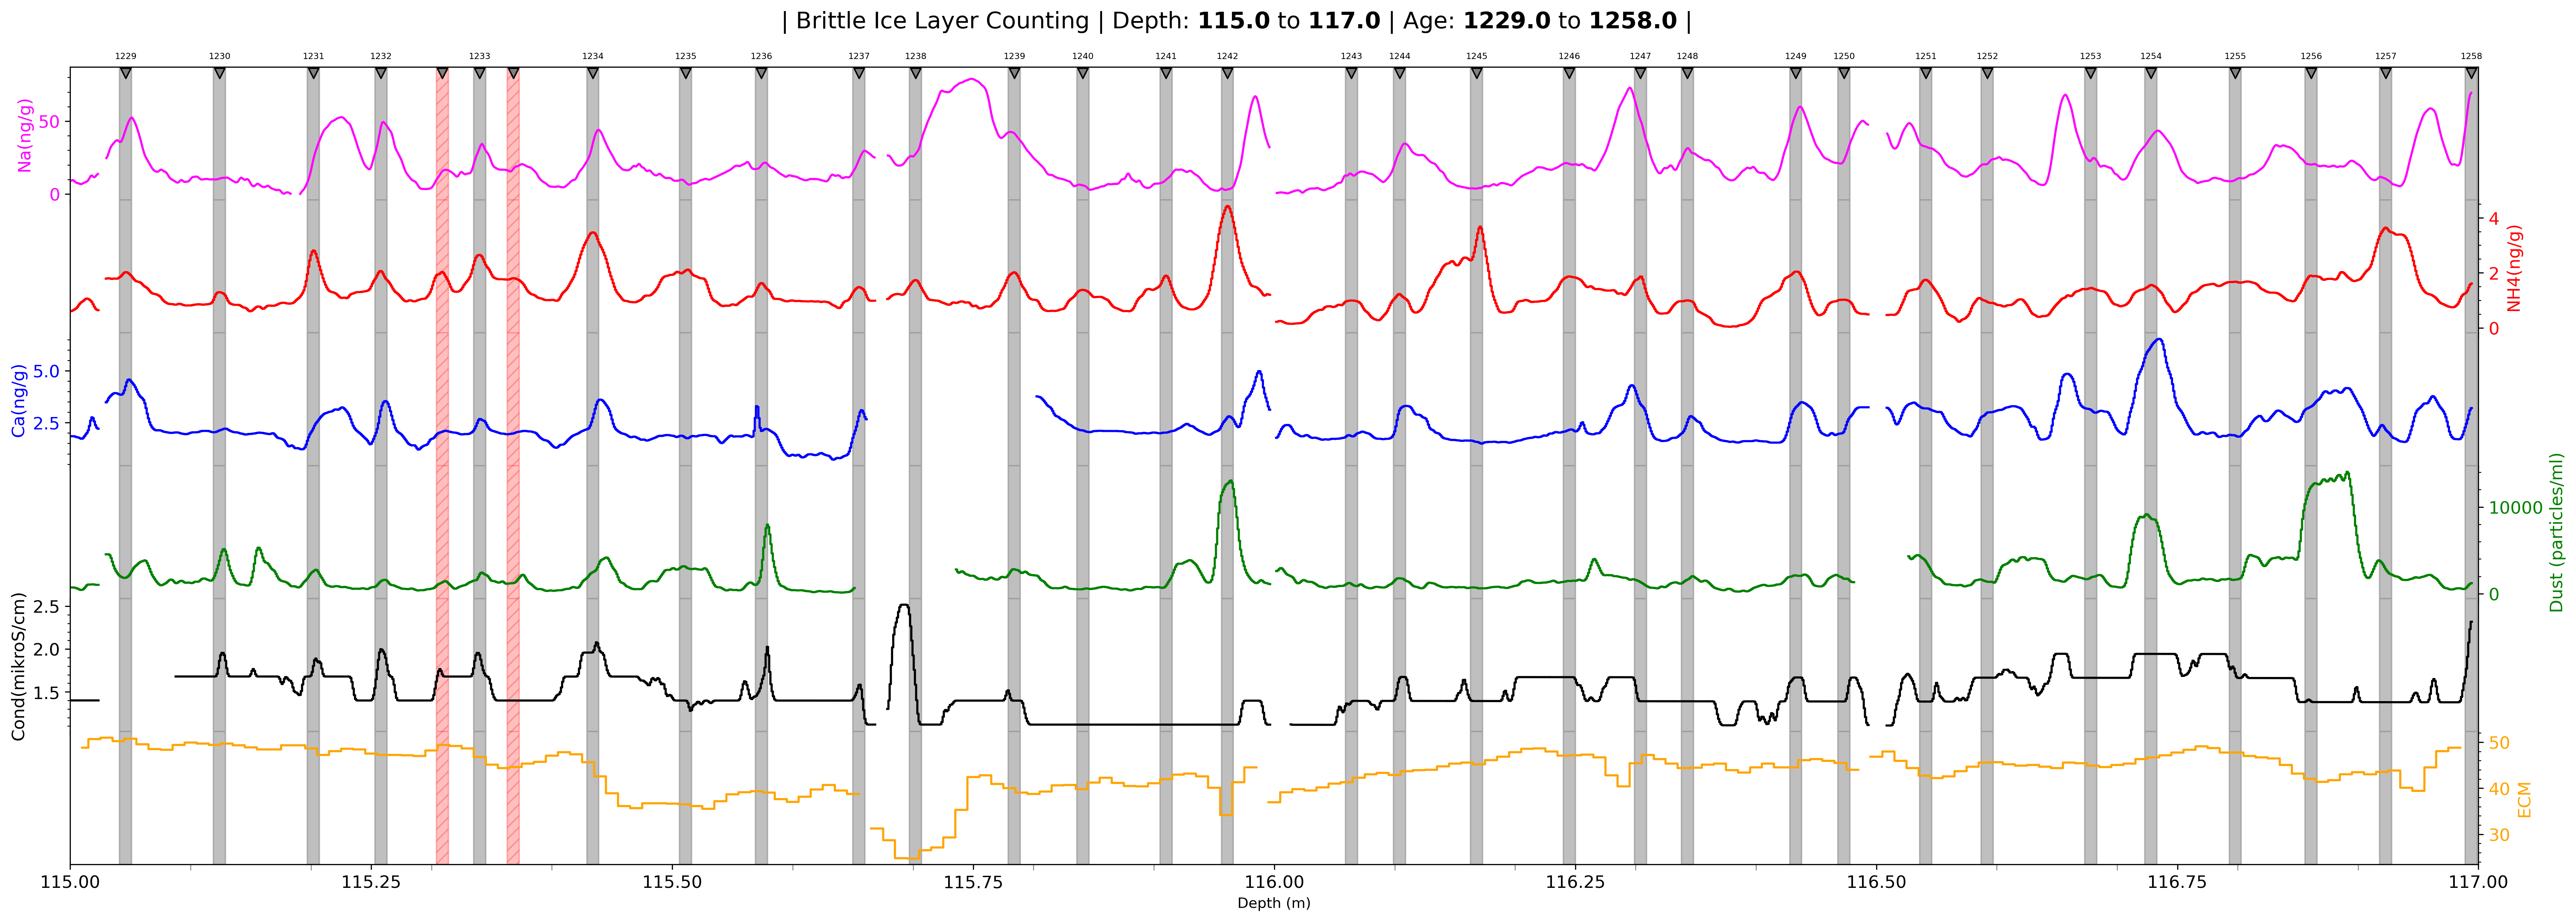 | Brittle Ice Layer Counting | Depth: 115.0 to 117.0 | Age: 1229.0 to 1258.0 |
1229 1230 1231 1232 1233 1234 1235 1236 1237 1238 1239 1240 1241 1242 1243 1244 1245 1246 1247 1248 1249 1250 1251 1252 1253 1254 1255 1256 1257 1258
Na(ng/g)
50
0
NH4(ng/g)
4
2
0
Ca(ng/g)
5.0
2.5
Dust (particles/ml)
10000
0
Cond(mikroS/cm)
2.5
2.0
1.5
ECM
50
40
30
115.00 115.25 115.50 115.75 116.00 116.25 116.50 116.75 117.00
Depth (m)